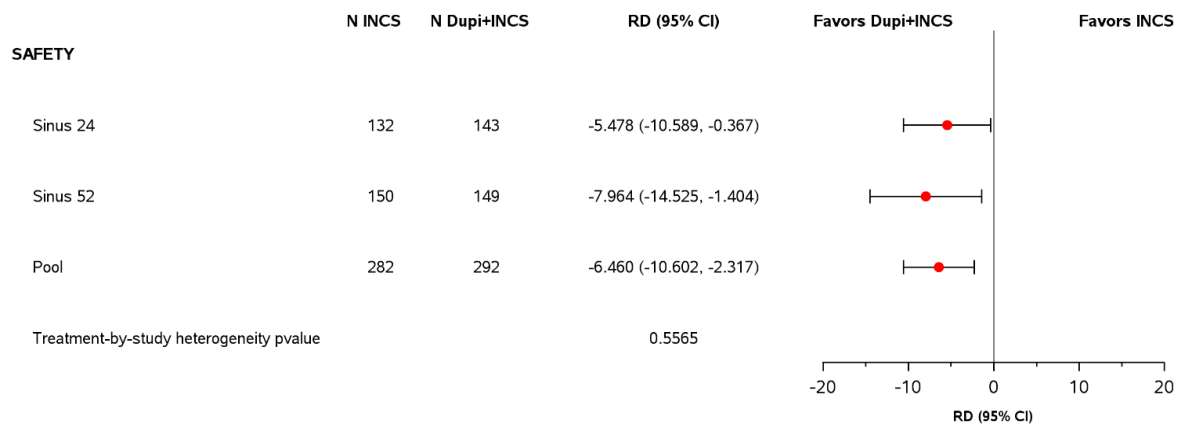 N INCS N Dupi+INCS RD (95% CI) Favors Dupi+INCS Favors INCS
SAFETY
Sinus 24 132 143 -5.478 (-10.589, -0.367)
Sinus 52 150 149 -7.964 (-14.525, -1.404)
Pool 282 292 -6.460 (-10.602, -2.317)
Treatment-by-study heterogeneity pvalue 0.5565
-20 -10 0 10 20
RD (95% CI)